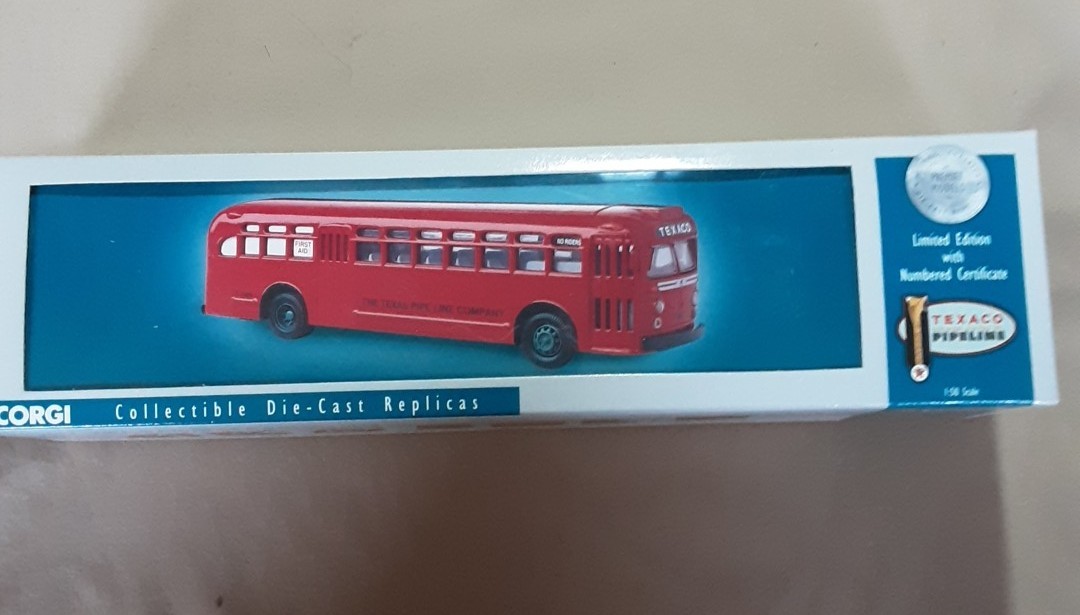 TEXACO
FIRST
AID
NO RIDERS
THE TEXAS PIPE LINE COMPANY
CORGI
Collectible Die-Cast Replicas
Limited Edition
with
Numbered Certificate
TEXACO
PIPELINE
1:50 Scale